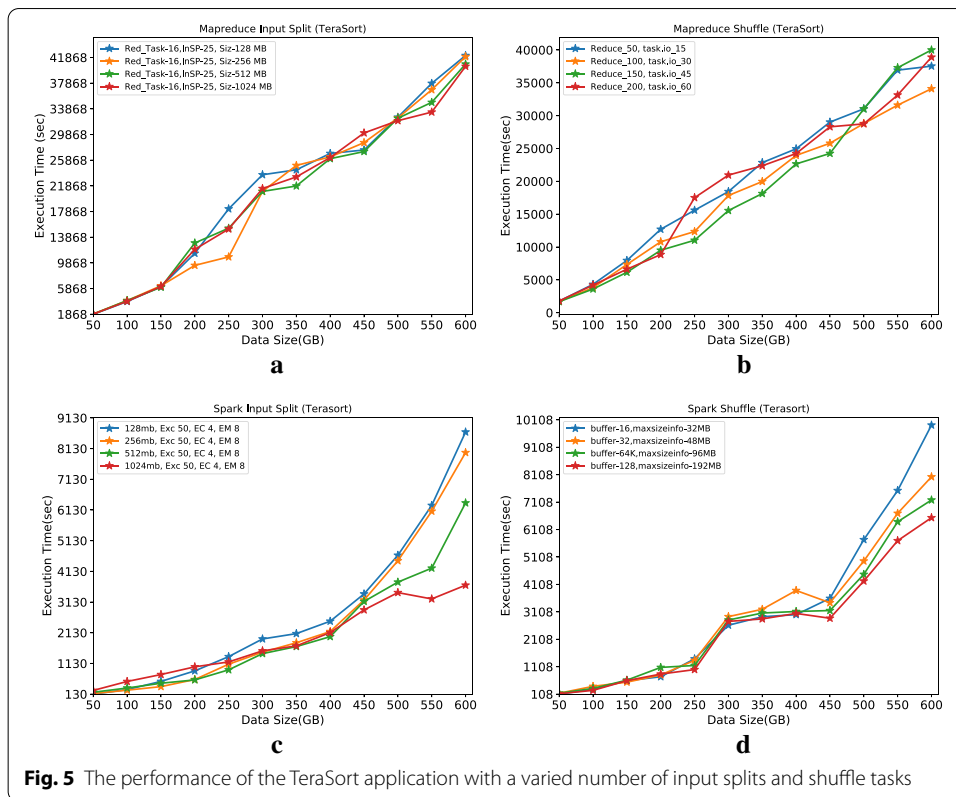 Mapreduce Input Split (TeraSort)
Red_Task-16,InSP-25, Siz-128 MB
Red_Task-16,InSP-25, Siz-256 MB
Red_Task-16,InSP-25, Siz-512 MB
Red_Task-16,InSP-25, Siz-1024 MB
Execution Time (sec)
41868
37868
33868
29868
25868
21868
17868
13868
9868
5868
1868
50 100 150 200 250 300 350 400 450 500 550 600
Data Size(GB)
a
Mapreduce Shuffle (TeraSort)
Reduce_50, task,io_15
Reduce_100, task,io_30
Reduce_150, task,io_45
Reduce_200, task,io_60
Execution Time(sec)
40000
35000
30000
25000
20000
15000
10000
5000
0
50 100 150 200 250 300 350 400 450 500 550 600
Data Size(GB)
b
Spark Input Split (Terasort)
128mb, Exc 50, EC 4, EM 8
256mb, Exc 50, EC 4, EM 8
512mb, Exc 50, EC 4, EM 8
1024mb, Exc 50, EC 4, EM 8
Execution Time(sec)
9130
8130
7130
6130
5130
4130
3130
2130
1130
130
50 100 150 200 250 300 350 400 450 500 550 600
Data Size(GB)
c
Spark Shuffle (Terasort)
buffer-16,maxsizeinfo-32MB
buffer-32,maxsizeinfo-48MB
buffer-64K,maxsizeinfo-96MB
buffer-128,maxsizeinfo-192MB
Execution Time(sec)
10108
9108
8108
7108
6108
5108
4108
3108
2108
1108
108
50 100 150 200 250 300 350 400 450 500 550 600
Data Size(GB)
d
Fig. 5 The performance of the TeraSort application with a varied number of input splits and shuffle tasks